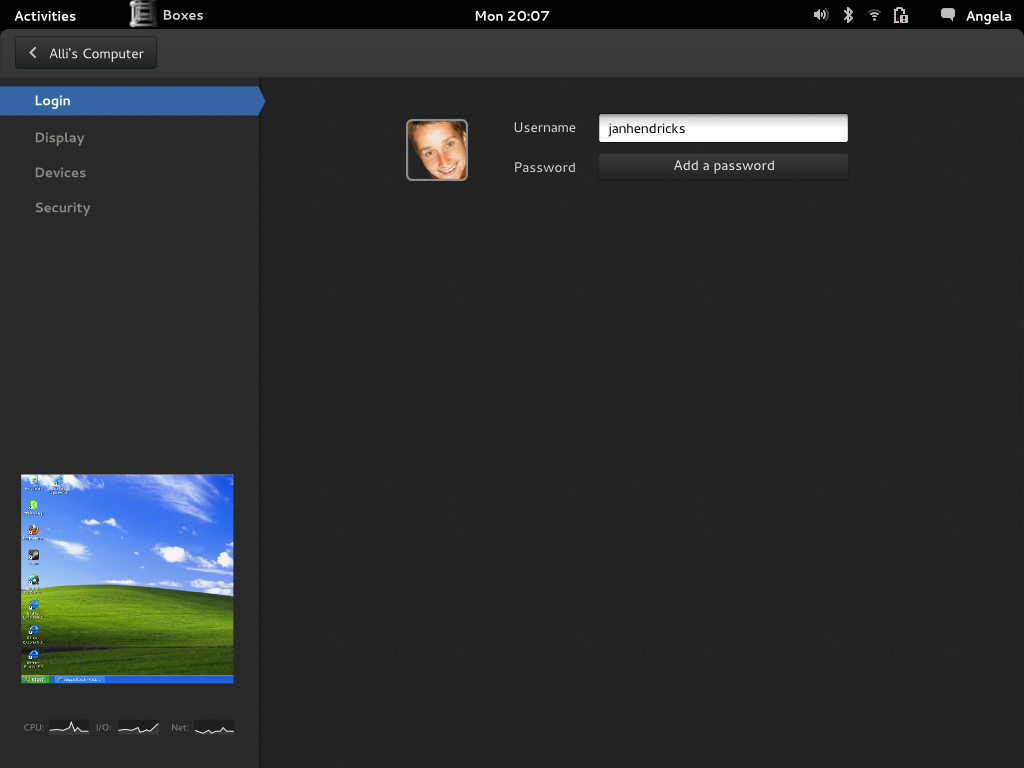 Activities Boxes Mon 20:07 Angela
Alli's Computer
Login
Display
Devices
Security
Username janhendricks
Password Add a password
CPU: I/O: Net: